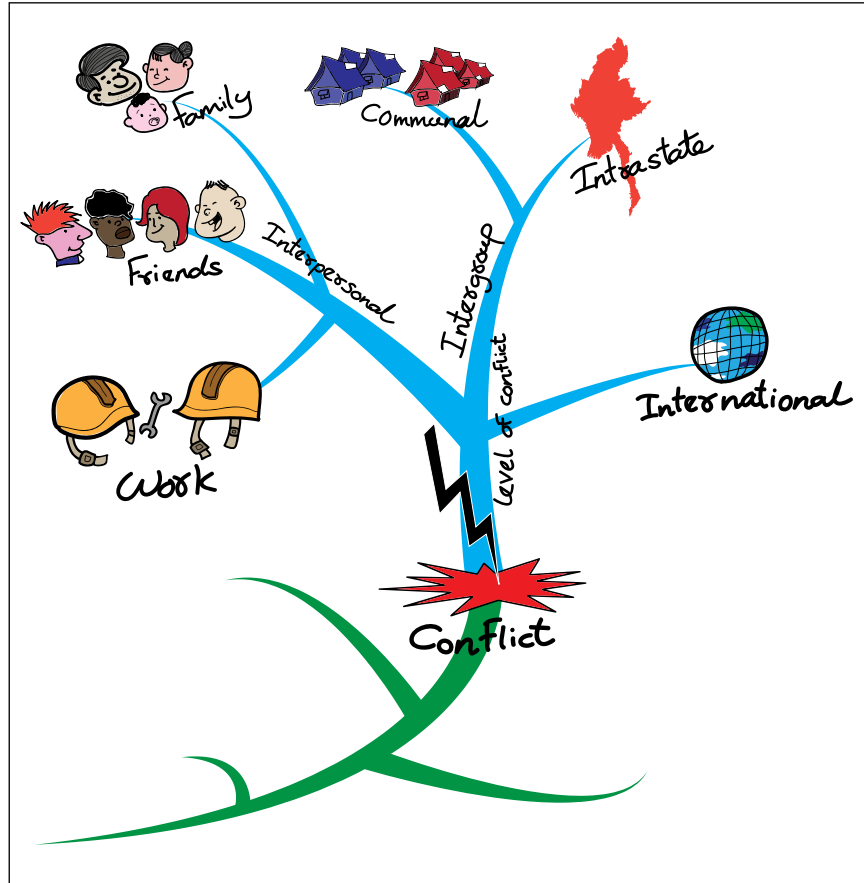 Family
Communal
Intrastate
Friends
Interpersonal
Intergroup
level of conflict
International
Work
Conflict